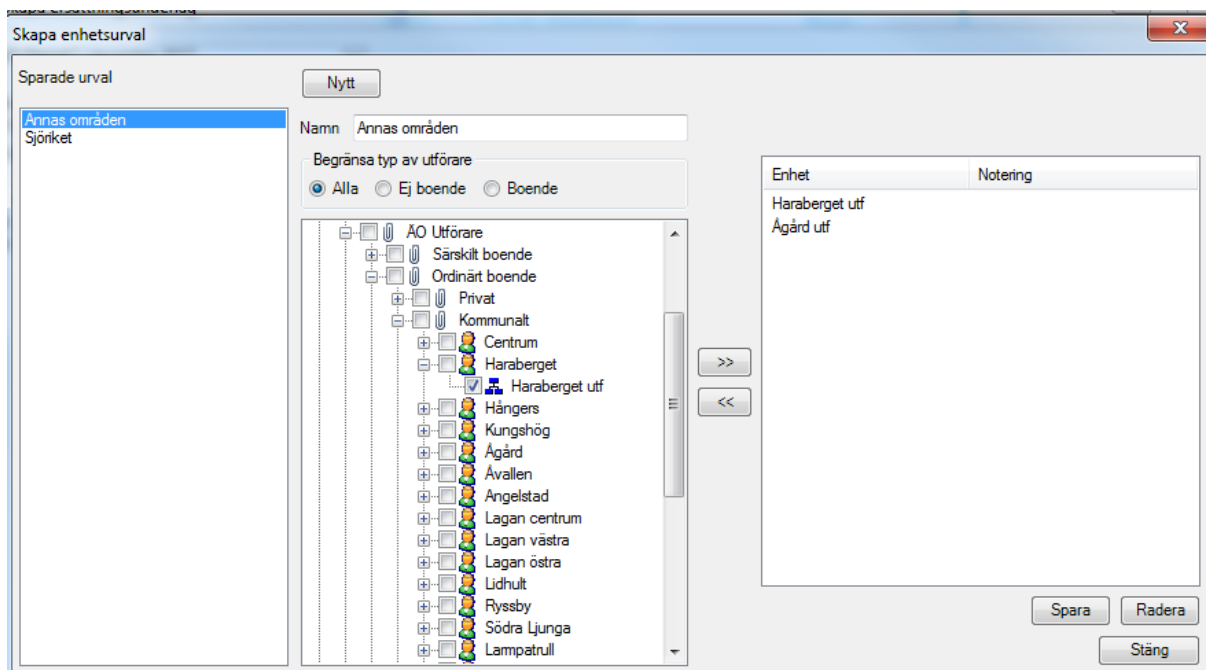 Skapa ersättningsunderlag
Skapa enhetsurval
Sparade urval
Annas områden
Sjöriket
Nytt
Namn Annas områden
Begränsa typ av utförare
Alla Ej boende Boende
ÄO Utförare
Särskilt boende
Ordinärt boende
Privat
Kommunalt
Centrum
Haraberget
Haraberget utf
Hångers
Kungshög
Ågård
Åvallen
Angelstad
Lagan centrum
Lagan västra
Lagan östra
Lidhult
Ryssby
Södra Ljunga
Lampatrull
>>
<<
Enhet Notering
Haraberget utf
Ågård utf
Spara Radera
Stäng